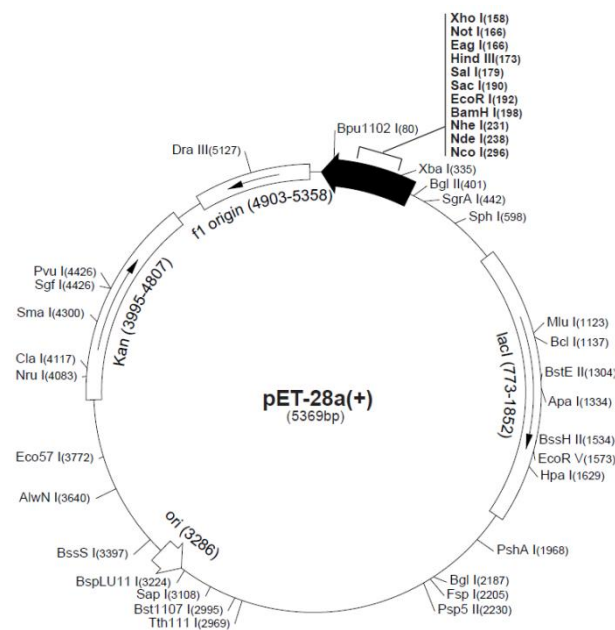 Xho I(158)
Not I(166)
Eag I(166)
Hind III(173)
Sal I(179)
Sac I(190)
EcoR I(192)
BamH I(198)
Nhe I(231)
Nde I(238)
Nco I(296)
Bpu1102 I(80)
Dra III(5127)
Xba I(335)
Bgl II(401)
SgrA I(442)
Sph I(598)
f1 origin (4903-5358)
Pvu I(4426)
Sgf I(4426)
Sma I(4300)
Kan (3995-4807)
Cla I(4117)
Nru I(4083)
Mlu I(1123)
Bcl I(1137)
BstE II(1304)
Apa I(1334)
lacI (773-1852)
pET-28a(+)
(5369bp)
BssH II(1534)
EcoR V(1573)
Hpa I(1629)
Eco57 I(3772)
AlwN I(3640)
ori (3286)
BssS I(3397)
PshA I(1968)
BspLU11 I(3224)
Sap I(3108)
Bst1107 I(2995)
Tth111 I(2969)
Bgl I(2187)
Fsp I(2205)
Psp5 II(2230)